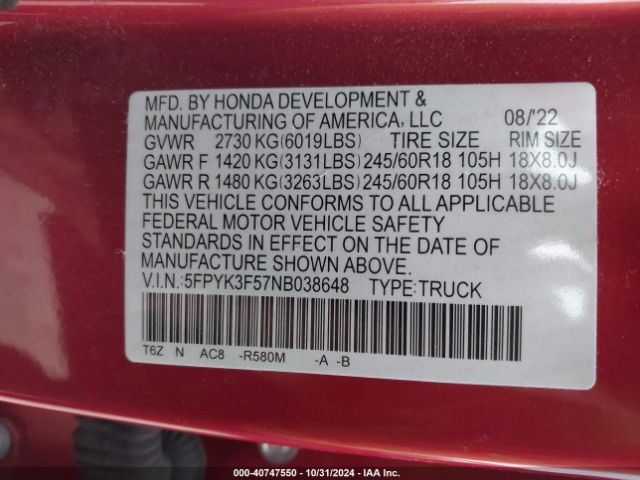 MFD. BY HONDA DEVELOPMENT &
MANUFACTURING OF AMERICA, LLC 08/'22
GVWR 2730 KG(6019LBS) TIRE SIZE RIM SIZE
GAWR F 1420 KG(3131LBS) 245/60R18 105H 18X8.0J
GAWR R 1480 KG(3263LBS) 245/60R18 105H 18X8.0J
THIS VEHICLE CONFORMS TO ALL APPLICABLE
FEDERAL MOTOR VEHICLE SAFETY
STANDARDS IN EFFECT ON THE DATE OF
MANUFACTURE SHOWN ABOVE.
V.I.N.:5FPYK3F57NB038648 TYPE:TRUCK
T6Z N AC8 -R580M -A -B
000-40747550 - 10/31/2024 - IAA Inc.